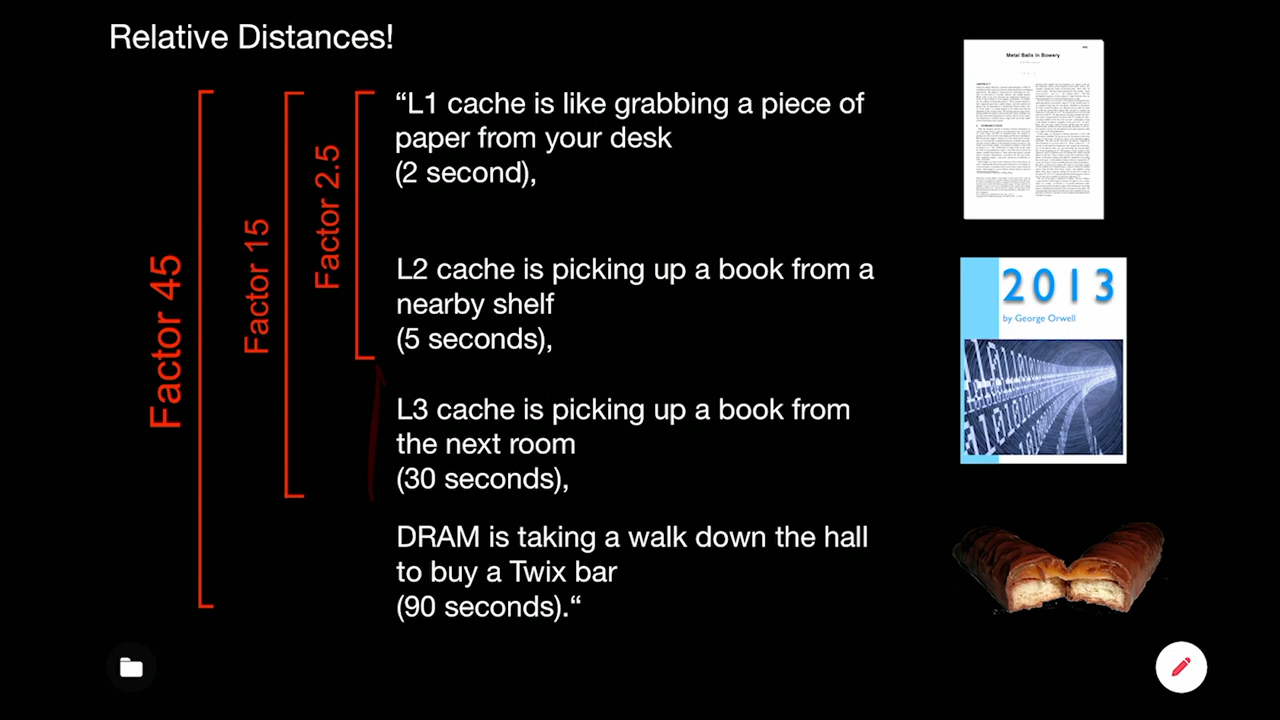 Relative Distances!
“L1 cache is like grabbing a piece of
paper from your desk
(2 second),
L2 cache is picking up a book from a
nearby shelf
(5 seconds),
L3 cache is picking up a book from
the next room
(30 seconds),
DRAM is taking a walk down the hall
to buy a Twix bar
(90 seconds).“
Factor 45
Factor 15
Factor 2.5
Metal Balls in Bowery
2013
by George Orwell